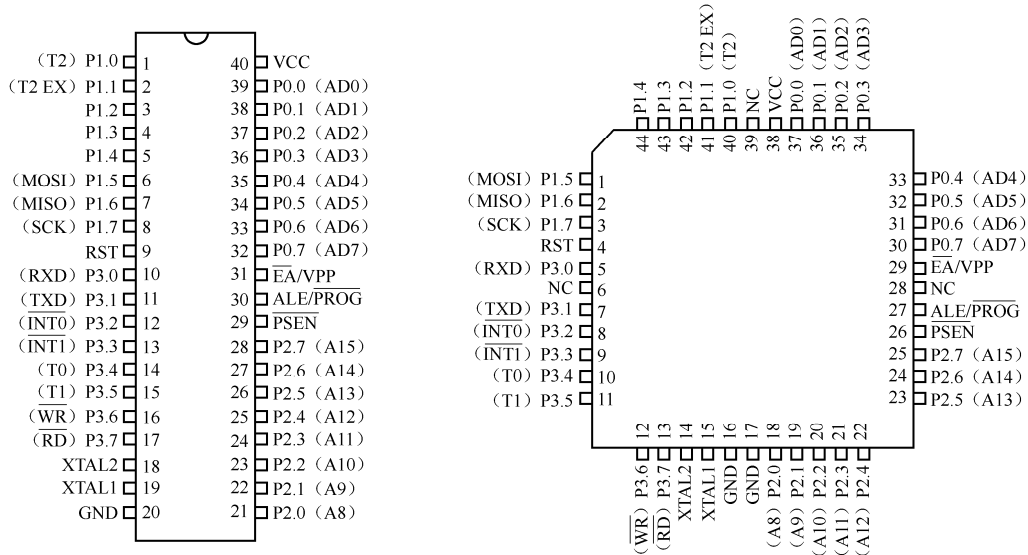 （T2）P1.0 1 40 VCC
（T2 EX）P1.1 2 39 P0.0（AD0）
P1.2 3 38 P0.1（AD1）
P1.3 4 37 P0.2（AD2）
P1.4 5 36 P0.3（AD3）
（MOSI）P1.5 6 35 P0.4（AD4）
（MISO）P1.6 7 34 P0.5（AD5）
（SCK）P1.7 8 33 P0.6（AD6）
RST 9 32 P0.7（AD7）
（RXD）P3.0 10 31 E̅A̅/VPP
（TXD）P3.1 11 30 ALE/P̅R̅O̅G̅
（I̅N̅T̅0̅）P3.2 12 29 P̅S̅E̅N̅
（I̅N̅T̅1̅）P3.3 13 28 P2.7（A15）
（T0）P3.4 14 27 P2.6（A14）
（T1）P3.5 15 26 P2.5（A13）
（W̅R̅）P3.6 16 25 P2.4（A12）
（R̅D̅）P3.7 17 24 P2.3（A11）
XTAL2 18 23 P2.2（A10）
XTAL1 19 22 P2.1（A9）
GND 20 21 P2.0（A8）
P1.4
P1.3
P1.2
P1.1（T2 EX）
P1.0（T2）
NC
VCC
P0.0（AD0）
P0.1（AD1）
P0.2（AD2）
P0.3（AD3）
44 43 42 41 40 39 38 37 36 35 34
（MOSI）P1.5 1 33 P0.4（AD4）
（MISO）P1.6 2 32 P0.5（AD5）
（SCK）P1.7 3 31 P0.6（AD6）
RST 4 30 P0.7（AD7）
（RXD）P3.0 5 29 E̅A̅/VPP
NC 6 28 NC
（TXD）P3.1 7 27 ALE/P̅R̅O̅G̅
（I̅N̅T̅0̅）P3.2 8 26 P̅S̅E̅N̅
（I̅N̅T̅1̅）P3.3 9 25 P2.7（A15）
（T0）P3.4 10 24 P2.6（A14）
（T1）P3.5 11 23 P2.5（A13）
12 13 14 15 16 17 18 19 20 21 22
（W̅R̅）P3.6
（R̅D̅）P3.7
XTAL2
XTAL1
GND
GND
（A8）P2.0
（A9）P2.1
（A10）P2.2
（A11）P2.3
（A12）P2.4